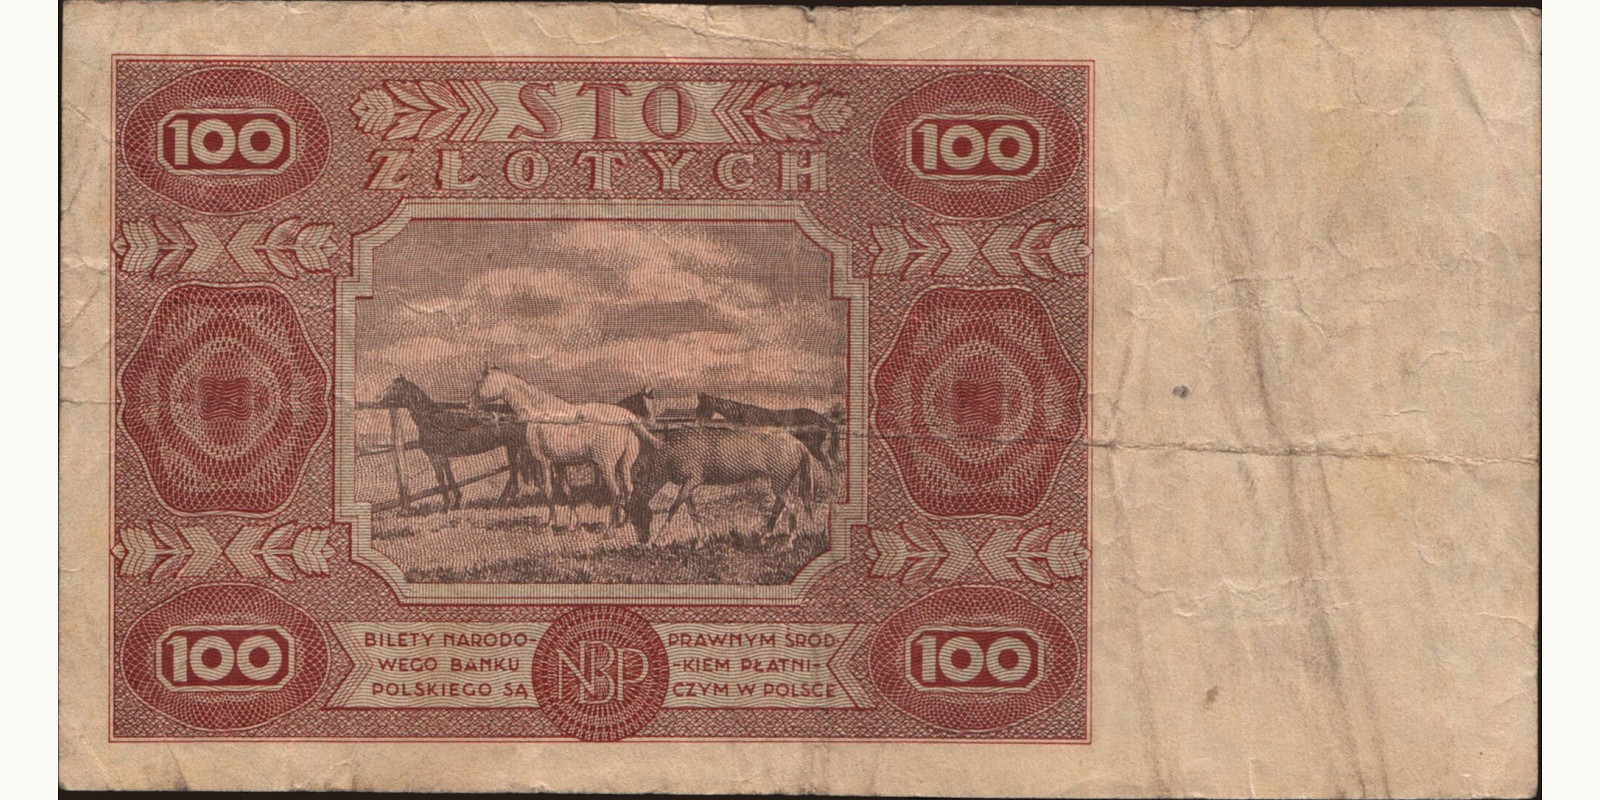 100 STO 100
ZŁOTYCH
100 BILETY NARODO- PRAWNYM ŚROD- 100
WEGO BANKU NBP -KIEM PŁATNI-
POLSKIEGO SĄ CZYM W POLSCE